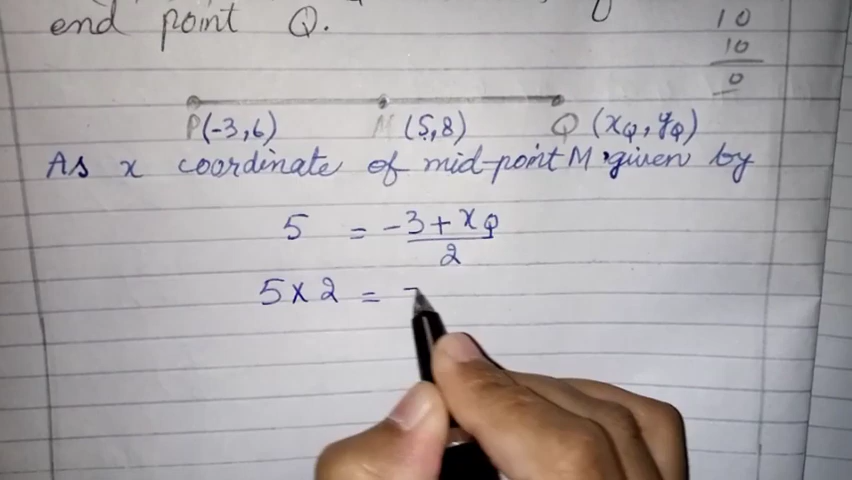 end point Q.
10
10
0
P(-3,6) M (5,8) Q (xQ, yQ)
As x coordinate of mid-point M given by
5 = -3 + xQ / 2
5 × 2 = -